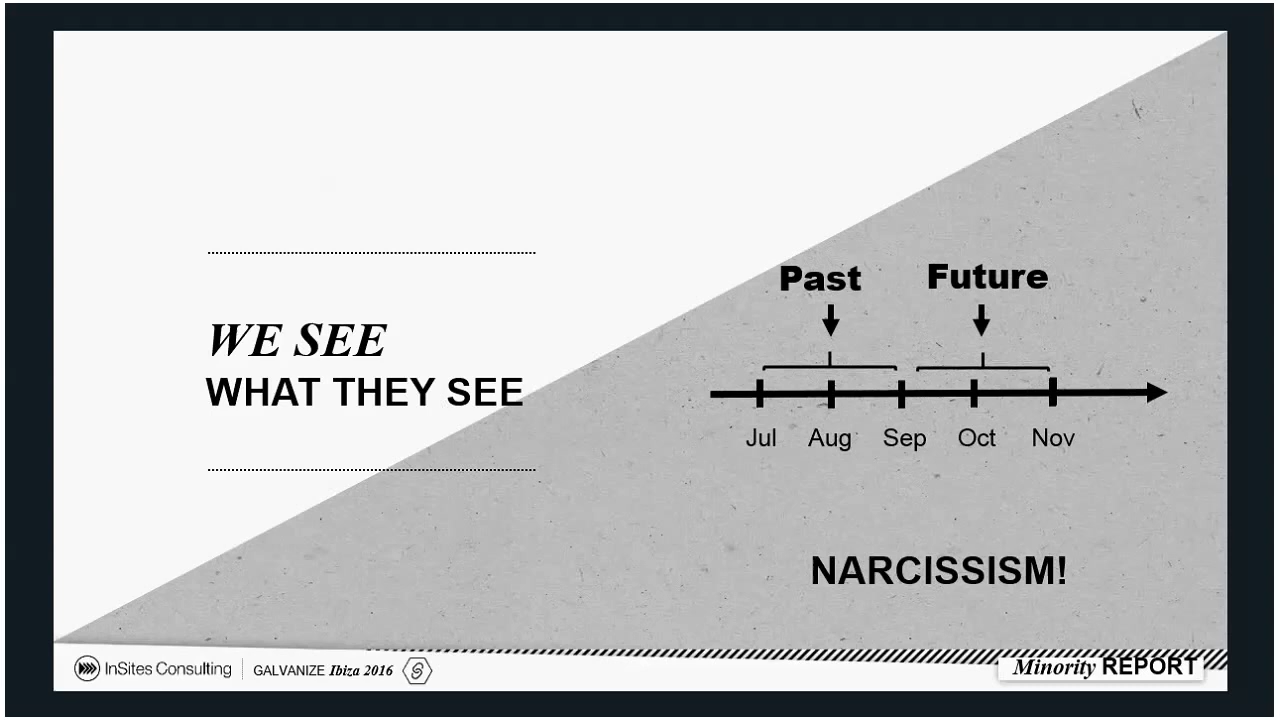 WE SEE
WHAT THEY SEE
Past Future
Jul Aug Sep Oct Nov
NARCISSISM!
InSites Consulting GALVANIZE Ibiza 2016
Minority REPORT